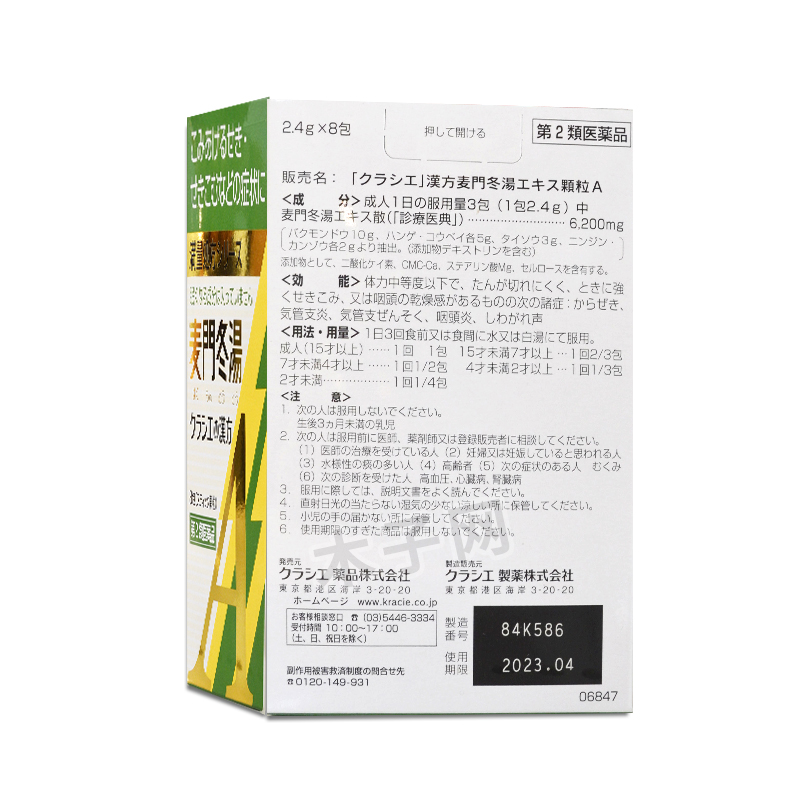 こみあげるせき・
せきこみなどの症状に
満量処方シリーズ
麦門冬湯
クラシエの漢方
第2類医薬品
A
2.4g×8包
押して開ける
第2類医薬品
販売名：「クラシエ」漢方麦門冬湯エキス顆粒A
<成　分>成人1日の服用量3包（1包2.4g）中
麦門冬湯エキス散(「診療医典」)…………………………6,200mg
バクモンドウ10g、ハンゲ・コウベイ各5g、タイソウ3g、ニンジン・
カンゾウ各2gより抽出。(添加物デキストリンを含む)
添加物として、二酸化ケイ素、CMC-Ca、ステアリン酸Mg、セルロースを含有する。
<効　能>体力中等度以下で、たんが切れにくく、ときに強
くせきこみ、又は咽頭の乾燥感があるものの次の諸症：からぜき、
気管支炎、気管支ぜんそく、咽頭炎、しわがれ声
<用法・用量>1日3回食前又は食間に水又は白湯にて服用。
成人(15才以上)……1回　1包　15才未満7才以上…1回2/3包
7才未満4才以上……1回1/2包　4才未満2才以上…1回1/3包
2才未満………………1回1/4包
<注　意>
1. 次の人は服用しないでください。
生後3ヵ月未満の乳児
2. 次の人は服用前に医師、薬剤師又は登録販売者に相談してください。
(1) 医師の治療を受けている人 (2) 妊婦又は妊娠していると思われる人
(3) 水様性の痰の多い人 (4) 高齢者 (5) 次の症状のある人　むくみ
(6) 次の診断を受けた人　高血圧、心臓病、腎臓病
3. 服用に際しては、説明文書をよく読んでください。
4. 直射日光の当たらない湿気の少ない涼しい所に保管してください。
5. 小児の手の届かない所に保管してください。
6. 使用期限のすぎた商品は服用しないでください。
発売元
クラシエ 薬品株式会社
東京都港区海岸 3-20-20
ホームページ　www.kracie.co.jp
お客様相談窓口 ☎(03)5446-3334
受付時間 10：00～17：00
(土、日、祝日を除く)
副作用被害救済制度の問合せ先
☎0120-149-931
製造販売元
クラシエ 製薬株式会社
東京都港区海岸 3-20-20
製造
番号
84K586
使用
期限
2023.04
06847